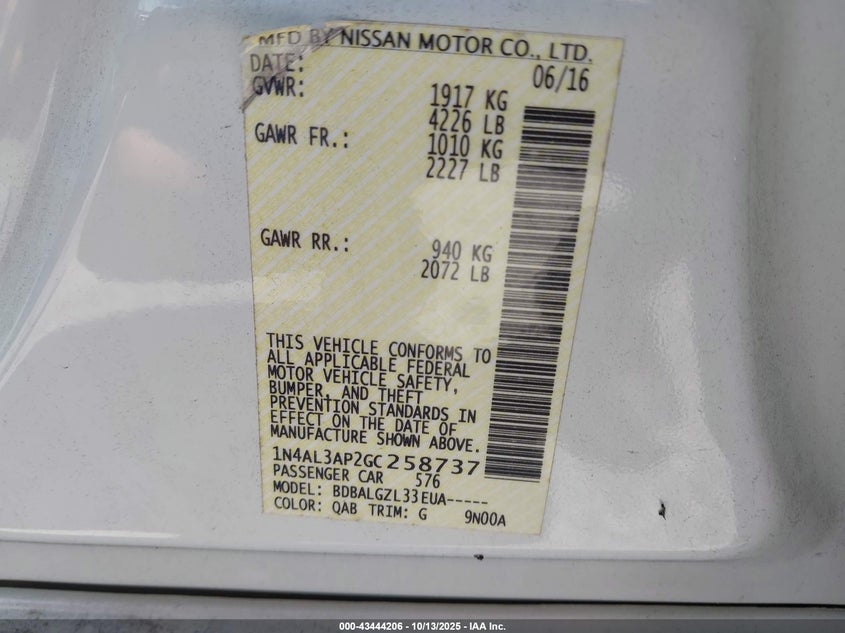 MFD BY NISSAN MOTOR CO., LTD.
DATE: 06/16
GVWR: 1917 KG
4226 LB
GAWR FR.: 1010 KG
2227 LB
GAWR RR.: 940 KG
2072 LB
THIS VEHICLE CONFORMS TO
ALL APPLICABLE FEDERAL
MOTOR VEHICLE SAFETY,
BUMPER, AND THEFT
PREVENTION STANDARDS IN
EFFECT ON THE DATE OF
MANUFACTURE SHOWN ABOVE.
1N4AL3AP2GC258737
PASSENGER CAR 576
MODEL: BDBALGZL33EUA-----
COLOR: QAB TRIM: G 9N00A
000-43444206 - 10/13/2025 - IAA Inc.